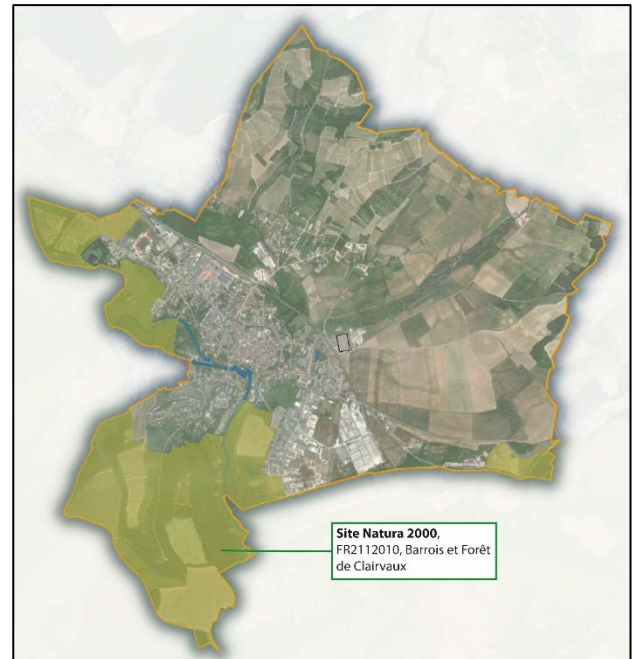 Site Natura 2000,
FR2112010, Barrois et Forêt
de Clairvaux